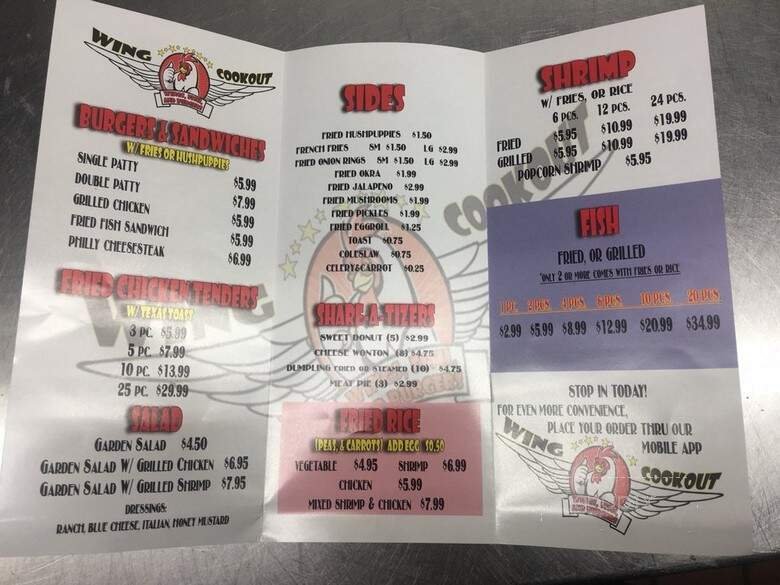 WING COOKOUT
BURGERS & SANDWICHES
W/ FRIES OR HUSHPUPPIES
SINGLE PATTY $5.99
DOUBLE PATTY $7.99
GRILLED CHICKEN $5.99
FRIED FISH SANDWICH $5.99
PHILLY CHEESESTEAK $6.99
FRIED CHICKEN TENDERS
W/ TEXAS TOAST
3 PC. $5.99
5 PC. $7.99
10 PC. $13.99
25 PC. $29.99
SALAD
GARDEN SALAD $4.50
GARDEN SALAD W/ GRILLED CHICKEN $6.95
GARDEN SALAD W/ GRILLED SHRIMP $7.95
DRESSINGS:
RANCH, BLUE CHEESE, ITALIAN, HONEY MUSTARD
SIDES
FRIED HUSHPUPPIES $1.50
FRENCH FRIES SM $1.50 LG $2.99
FRIED ONION RINGS SM $1.50 LG $2.99
FRIED OKRA $1.99
FRIED JALAPENO $2.99
FRIED MUSHROOMS $1.99
FRIED PICKLES $1.99
FRIED EGGROLL $1.25
TOAST $0.75
COLESLAW $0.75
CELERY&CARROT $0.25
SHARE-A-TIZERS
SWEET DONUT (5) $2.99
CHEESE WONTON (8) $4.75
DUMPLING FRIED OR STEAMED (10) $4.75
MEAT PIE (3) $2.99
FRIED RICE
(PEAS, & CARROTS) ADD EGG $0.50
VEGETABLE $4.95 SHRIMP $6.99
CHICKEN $5.99
MIXED SHRIMP & CHICKEN $7.99
SHRIMP
W/ FRIES, OR RICE
6 PCS. 12 PCS. 24 PCS.
FRIED $5.95 $10.99 $19.99
GRILLED $5.95 $10.99 $19.99
POPCORN SHRIMP $5.95
FISH
FRIED, OR GRILLED
*ONLY 2 OR MORE COMES WITH FRIES OR RICE
1 PC. 2 PCS 4 PCS 6 PCS 10 PCS 20 PCS
$2.99 $5.99 $8.99 $12.99 $20.99 $34.99
STOP IN TODAY!
FOR EVEN MORE CONVENIENCE,
PLACE YOUR ORDER THRU OUR
MOBILE APP
WING COOKOUT